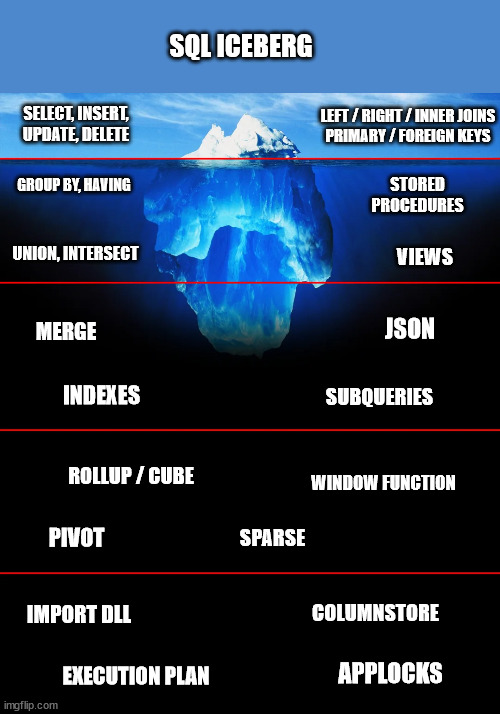 SQL ICEBERG
SELECT, INSERT,
UPDATE, DELETE
LEFT / RIGHT / INNER JOINS
PRIMARY / FOREIGN KEYS
GROUP BY, HAVING
STORED
PROCEDURES
UNION, INTERSECT
VIEWS
MERGE
JSON
INDEXES
SUBQUERIES
ROLLUP / CUBE
WINDOW FUNCTION
PIVOT
SPARSE
IMPORT DLL
COLUMNSTORE
EXECUTION PLAN
APPLOCKS
imgflip.com